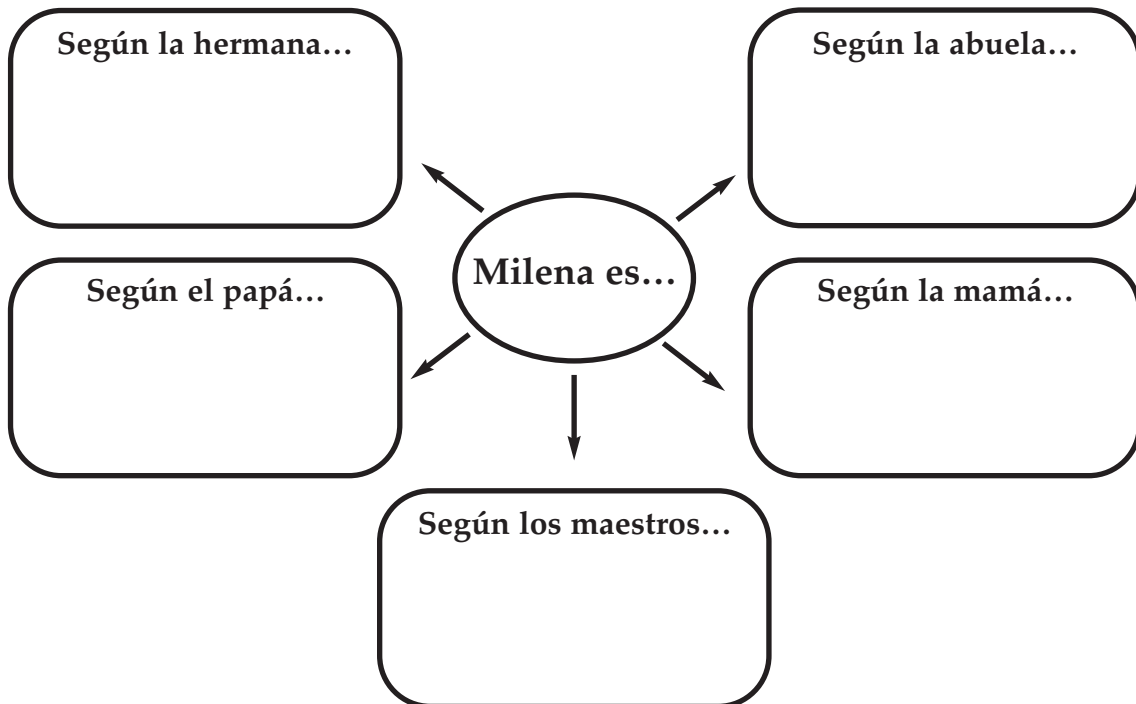 Según la hermana…
Según la abuela…
Milena es…
Según el papá…
Según la mamá…
Según los maestros…